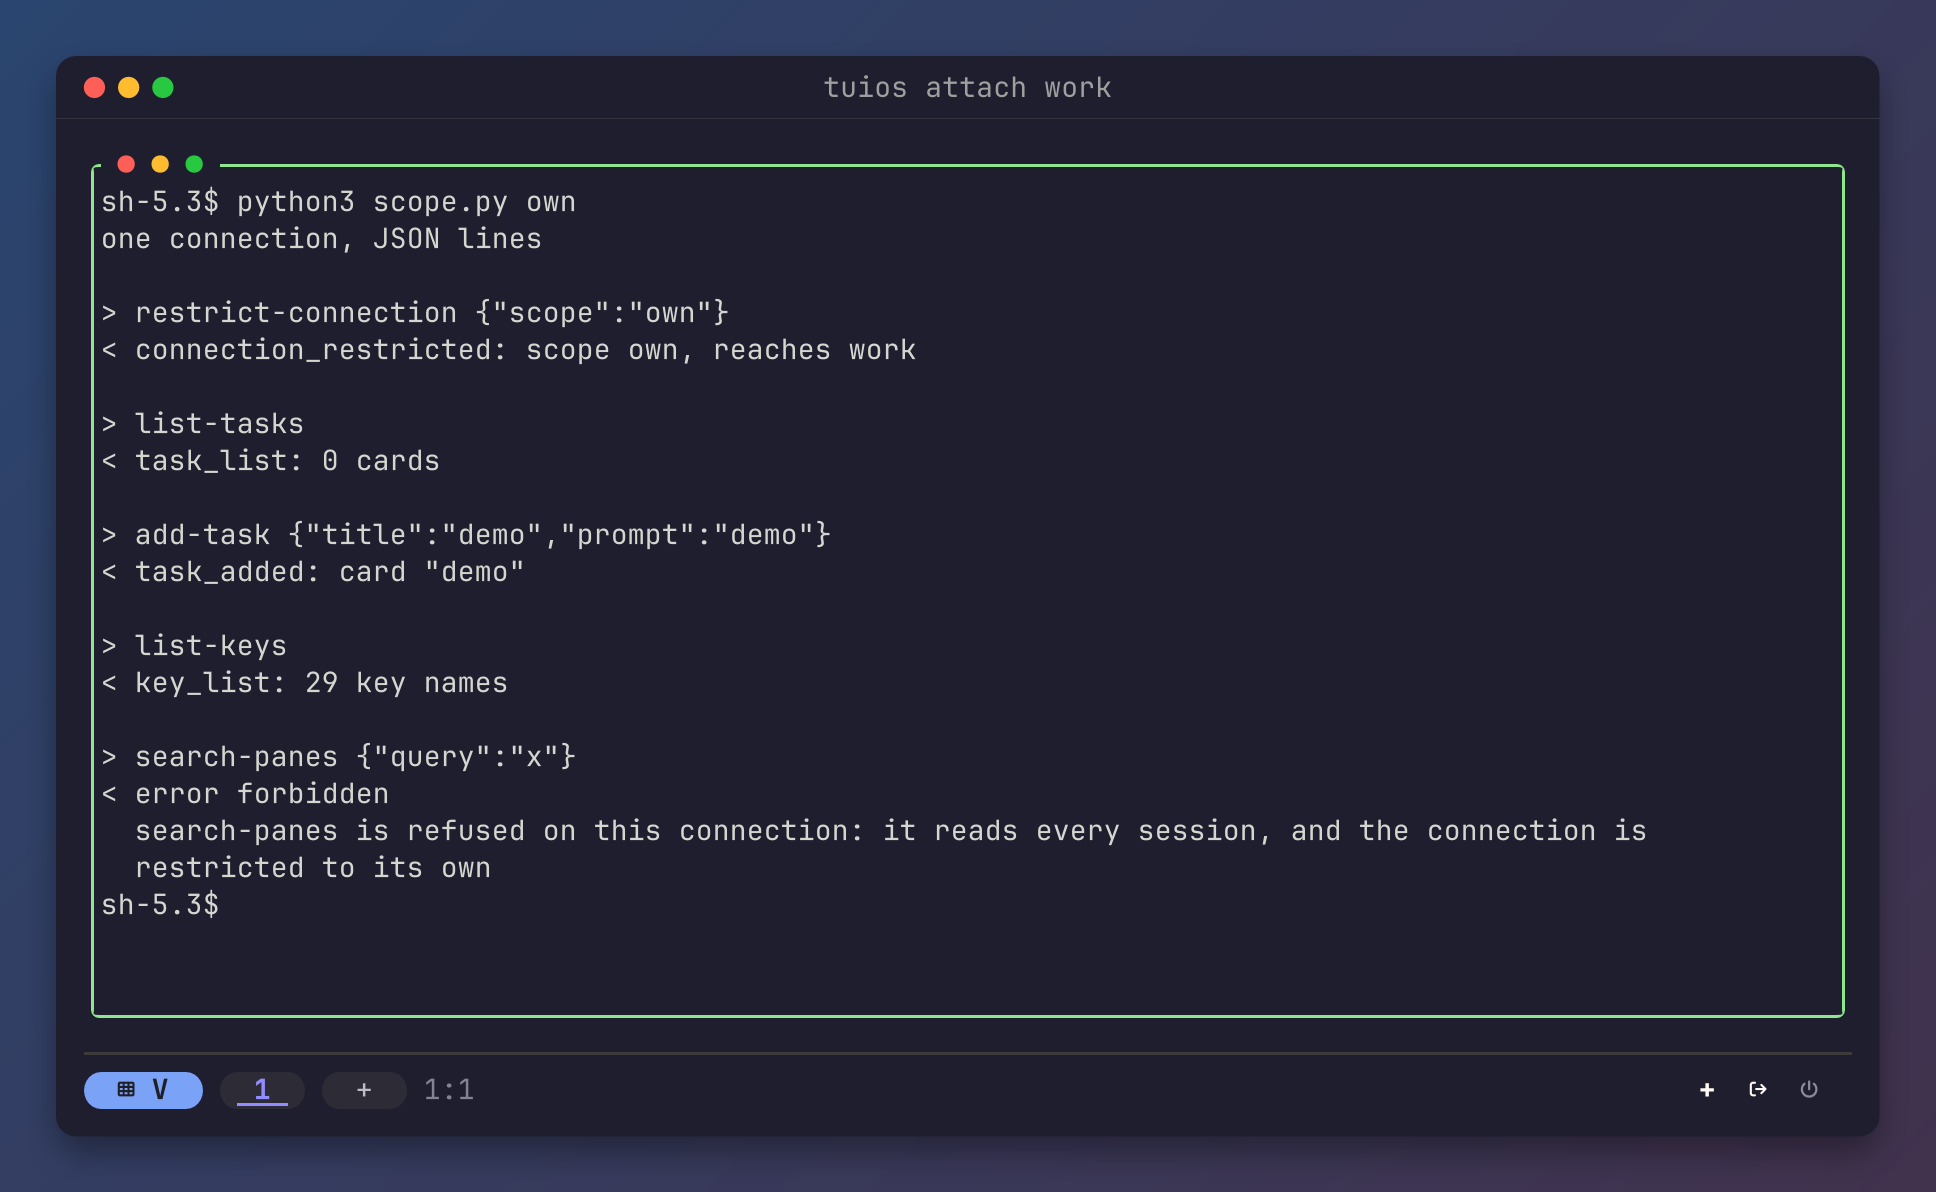 tuios attach work
sh-5.3$ python3 scope.py own
one connection, JSON lines
> restrict-connection {"scope":"own"}
< connection_restricted: scope own, reaches work
> list-tasks
< task_list: 0 cards
> add-task {"title":"demo","prompt":"demo"}
< task_added: card "demo"
> list-keys
< key_list: 29 key names
> search-panes {"query":"x"}
< error forbidden
search-panes is refused on this connection: it reads every session, and the connection is
restricted to its own
sh-5.3$
V 1 + 1:1 +